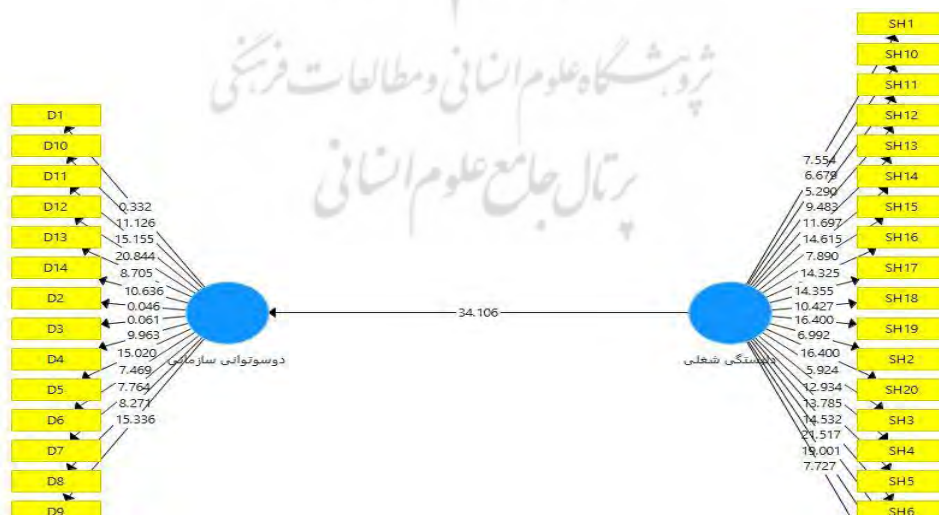 پژوهشگاه علوم انسانی و مطالعات فرهنگی
پرتال جامع علوم انسانی
D1
D10
D11
D12
D13
D14
D2
D3
D4
D5
D6
D7
D8
D9
0.332
11.126
15.155
20.844
8.705
10.636
0.046
0.061
9.963
15.020
7.469
7.764
8.271
15.336
دوسوتوانی سازمانی
34.106
دلبستگی شغلی
7.554
6.679
5.290
9.483
11.697
14.615
7.890
14.325
14.355
10.427
16.400
6.992
16.400
5.924
12.934
13.785
14.532
21.517
19.001
7.727
SH1
SH10
SH11
SH12
SH13
SH14
SH15
SH16
SH17
SH18
SH19
SH2
SH20
SH3
SH4
SH5
SH6